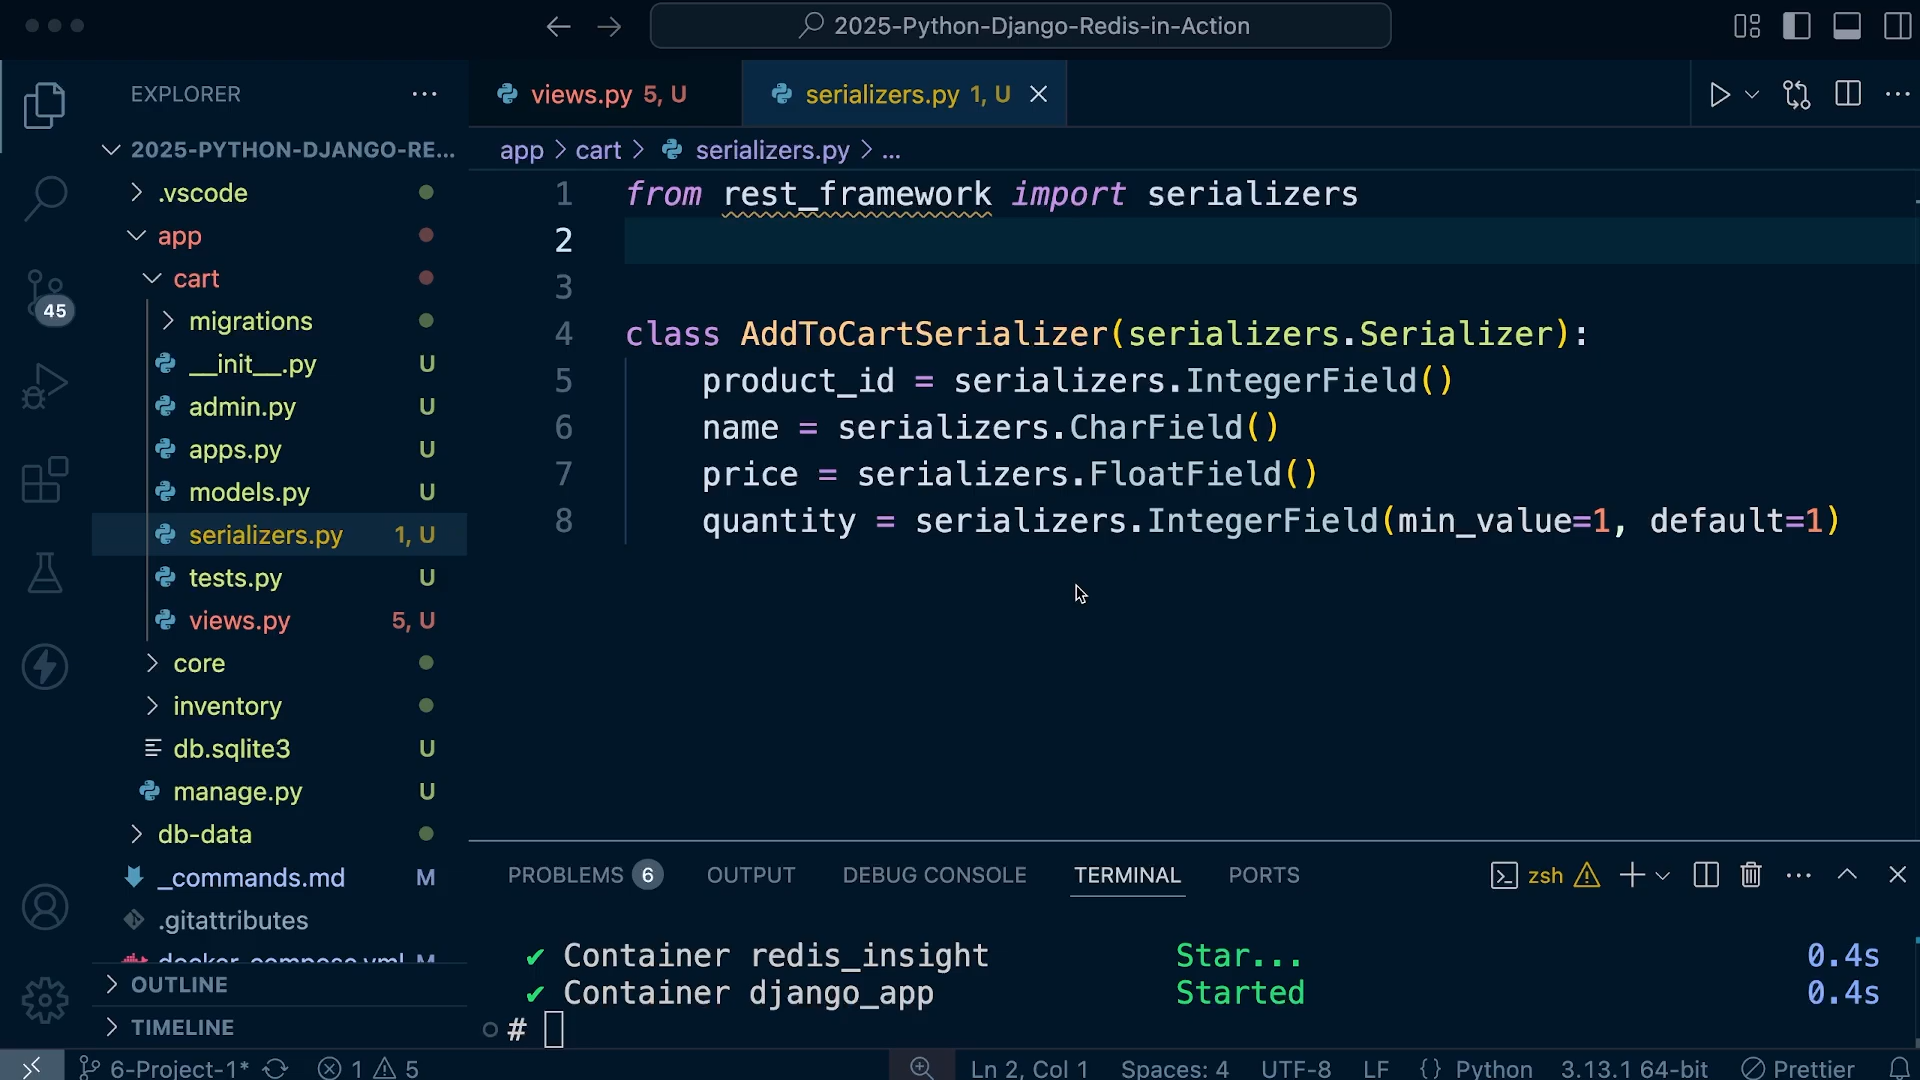 2025-Python-Django-Redis-in-Action
EXPLORER
views.py 5, U
serializers.py 1, U
app > cart > serializers.py > ...
2025-PYTHON-DJANGO-RE...
.vscode
app
cart
migrations
__init__.py U
admin.py U
apps.py U
models.py U
serializers.py 1, U
tests.py U
views.py 5, U
core
inventory
db.sqlite3 U
manage.py U
db-data
_commands.md M
.gitattributes
docker-compose.yml M
OUTLINE
TIMELINE
45
1 from rest_framework import serializers
2
3
4 class AddToCartSerializer(serializers.Serializer):
5 product_id = serializers.IntegerField()
6 name = serializers.CharField()
7 price = serializers.FloatField()
8 quantity = serializers.IntegerField(min_value=1, default=1)
PROBLEMS 6 OUTPUT DEBUG CONSOLE TERMINAL PORTS
zsh
✔ Container redis_insight Star... 0.4s
✔ Container django_app Started 0.4s
#
6-Project-1* 1 5
Ln 2, Col 1 Spaces: 4 UTF-8 LF {} Python 3.13.1 64-bit Prettier